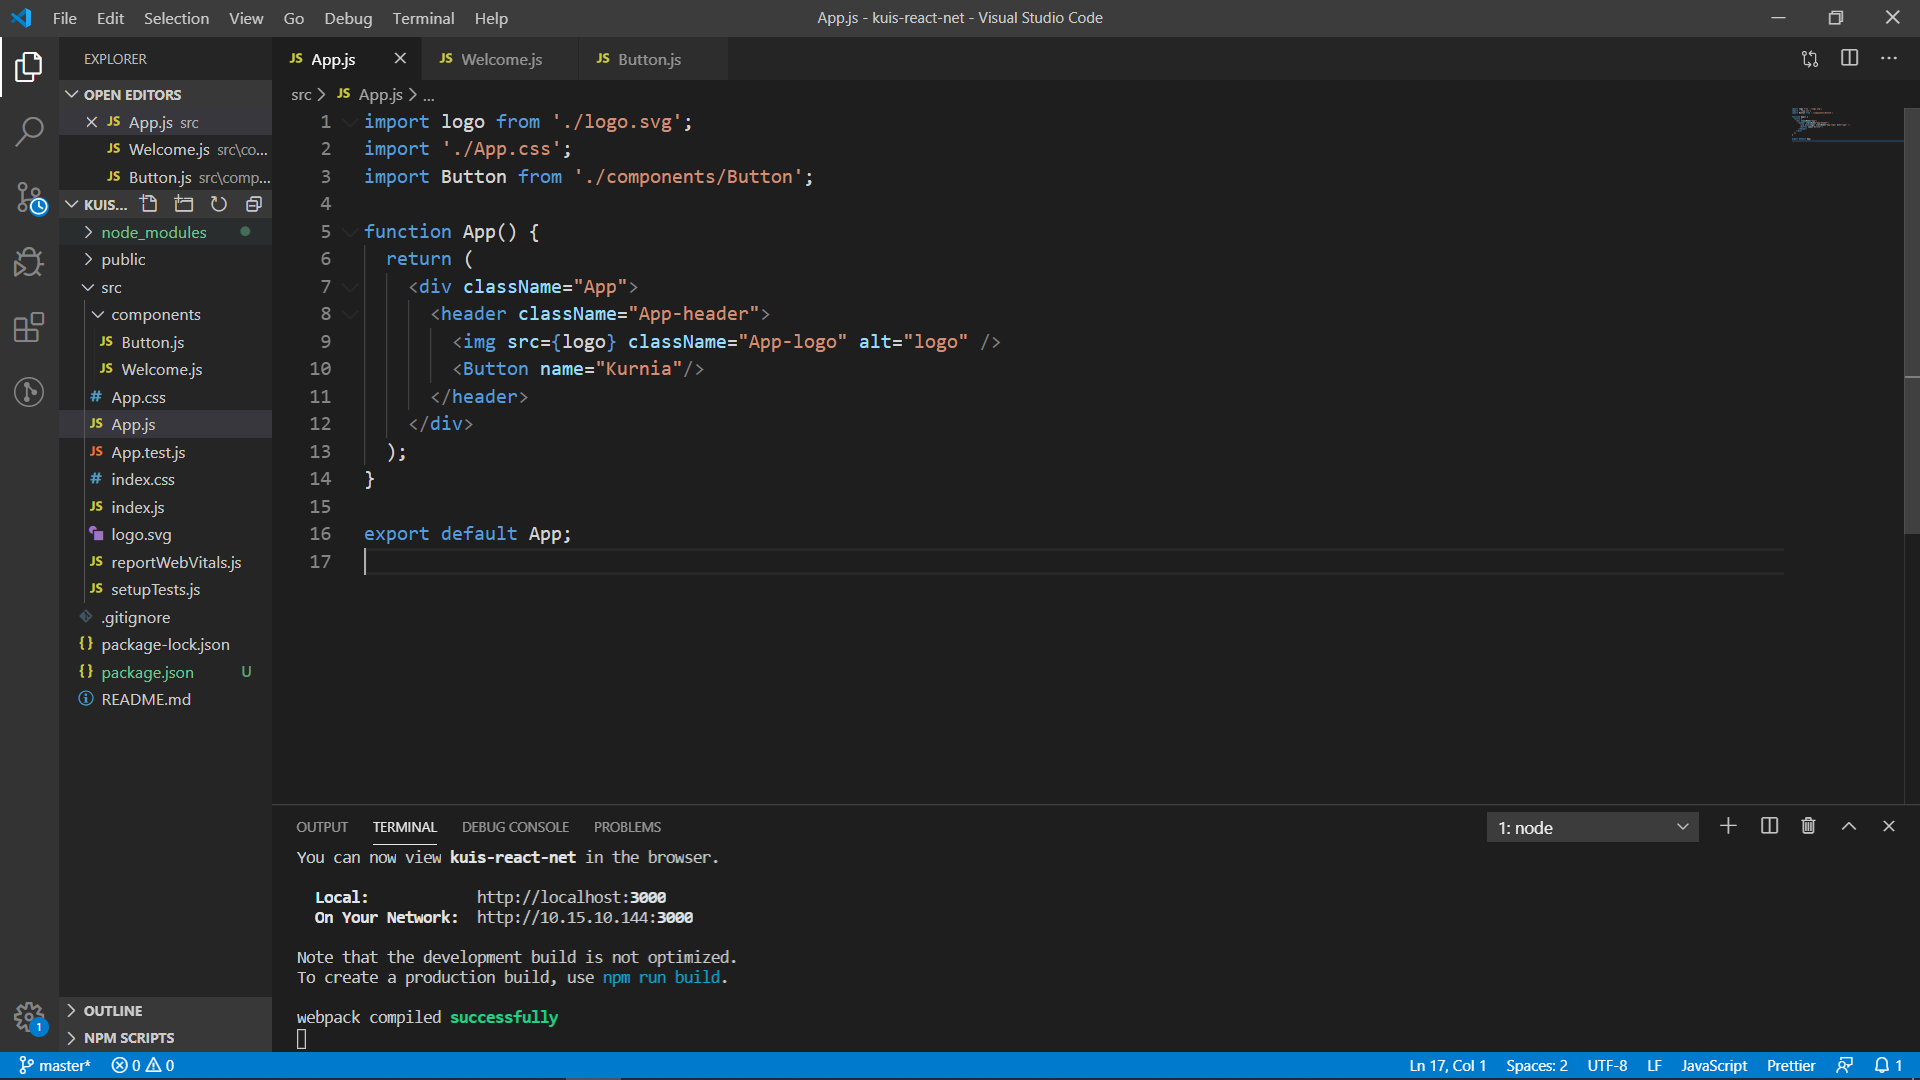 File Edit Selection View Go Debug Terminal Help
App.js - kuis-react-net - Visual Studio Code
EXPLORER
OPEN EDITORS
JS App.js src
JS Welcome.js src\co...
JS Button.js src\comp...
KUIS...
node_modules
public
src
components
JS Button.js
JS Welcome.js
# App.css
JS App.js
JS App.test.js
# index.css
JS index.js
logo.svg
JS reportWebVitals.js
JS setupTests.js
.gitignore
{} package-lock.json
{} package.json U
README.md
OUTLINE
NPM SCRIPTS
JS App.js
JS Welcome.js
JS Button.js
src > JS App.js > ...
1 import logo from './logo.svg';
2 import './App.css';
3 import Button from './components/Button';
4
5 function App() {
6 return (
7 <div className="App">
8 <header className="App-header">
9 <img src={logo} className="App-logo" alt="logo" />
10 <Button name="Kurnia"/>
11 </header>
12 </div>
13 );
14 }
15
16 export default App;
17
OUTPUT TERMINAL DEBUG CONSOLE PROBLEMS
1: node
You can now view kuis-react-net in the browser.
Local: http://localhost:3000
On Your Network: http://10.15.10.144:3000
Note that the development build is not optimized.
To create a production build, use npm run build.
webpack compiled successfully
1
master* 0 0
Ln 17, Col 1 Spaces: 2 UTF-8 LF JavaScript Prettier 1